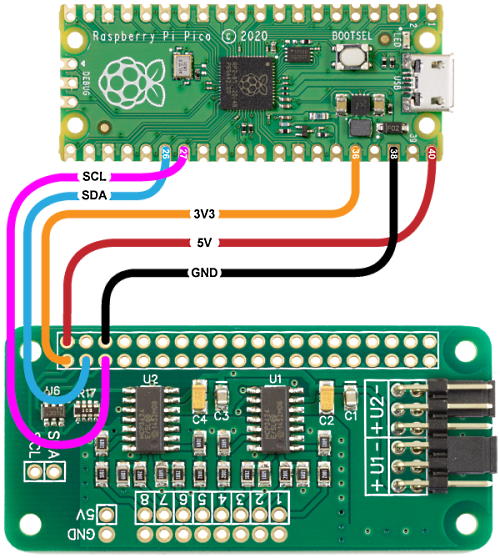 Raspberry Pi Pico © 2020
BOOTSEL
LED
USB
DEBUG
2
1
39
26
27
36
38
40
SCL
SDA
3V3
5V
GND
U6
R17
U2
U1
C4
C3
C2
C1
SCL
SDA
+ U2 -
+ U1 -
8 7 6 5 4 3 2 1
5V
GND